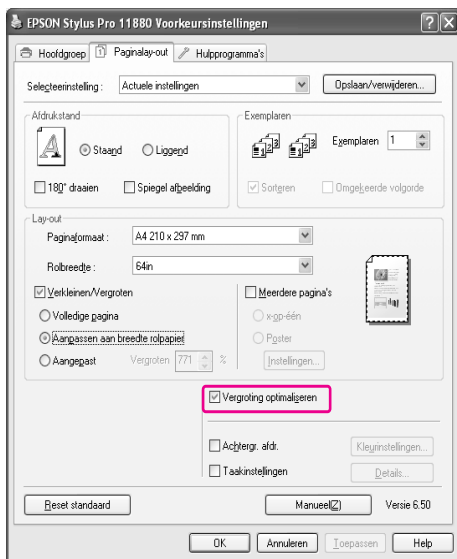 EPSON Stylus Pro 11880 Voorkeursinstellingen
Hoofdgroep Paginalay-out Hulpprogramma's
Selecteerinstelling : Actuele instellingen Opslaan/verwijderen...
Afdrukstand Exemplaren
Staand Liggend Exemplaren 1
180° draaien Spiegel afbeelding Sorteren Omgekeerde volgorde
Lay-out
Paginaformaat : A4 210 x 297 mm
Rolbreedte : 64in
Verkleinen/Vergroten Meerdere pagina's
Volledige pagina x-op-één
Aanpassen aan breedte rolpapier Poster
Aangepast Vergroten 771 % Instellingen...
Vergroting optimaliseren
Achtergr. afdr. Kleurinstellingen...
Taakinstellingen Details...
Reset standaard Manueel(Z) Versie 6.50
OK Annuleren Toepassen Help